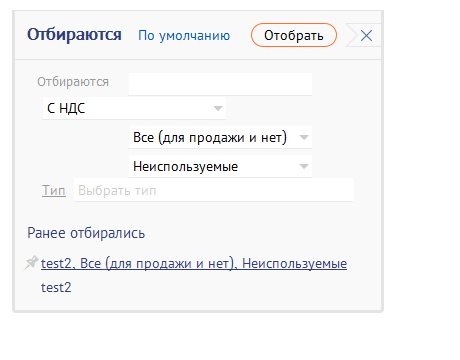 Отбираются По умолчанию Отобрать
Отбираются
С НДС
Все (для продажи и нет)
Неиспользуемые
Тип Выбрать тип
Ранее отбирались
test2, Все (для продажи и нет), Неиспользуемые
test2